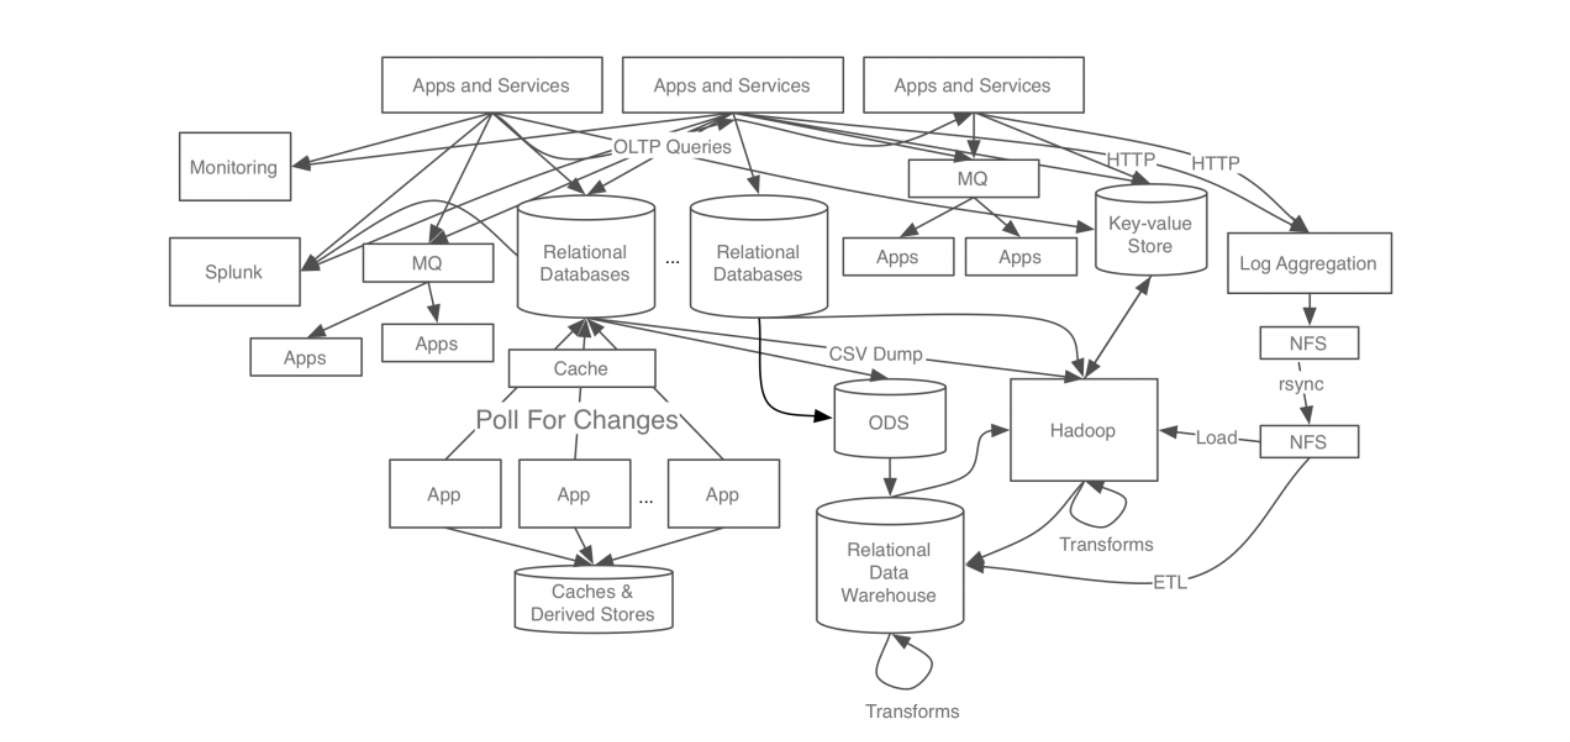 Apps and Services
Apps and Services
Apps and Services
Monitoring
OLTP Queries
HTTP
HTTP
MQ
Splunk
MQ
Relational
Databases
...
Relational
Databases
Apps
Apps
Key-value
Store
Log Aggregation
Apps
Apps
Cache
CSV Dump
NFS
rsync
Poll For Changes
ODS
Hadoop
Load
NFS
App
App
...
App
Transforms
Relational
Data
Warehouse
ETL
Caches &
Derived Stores
Transforms